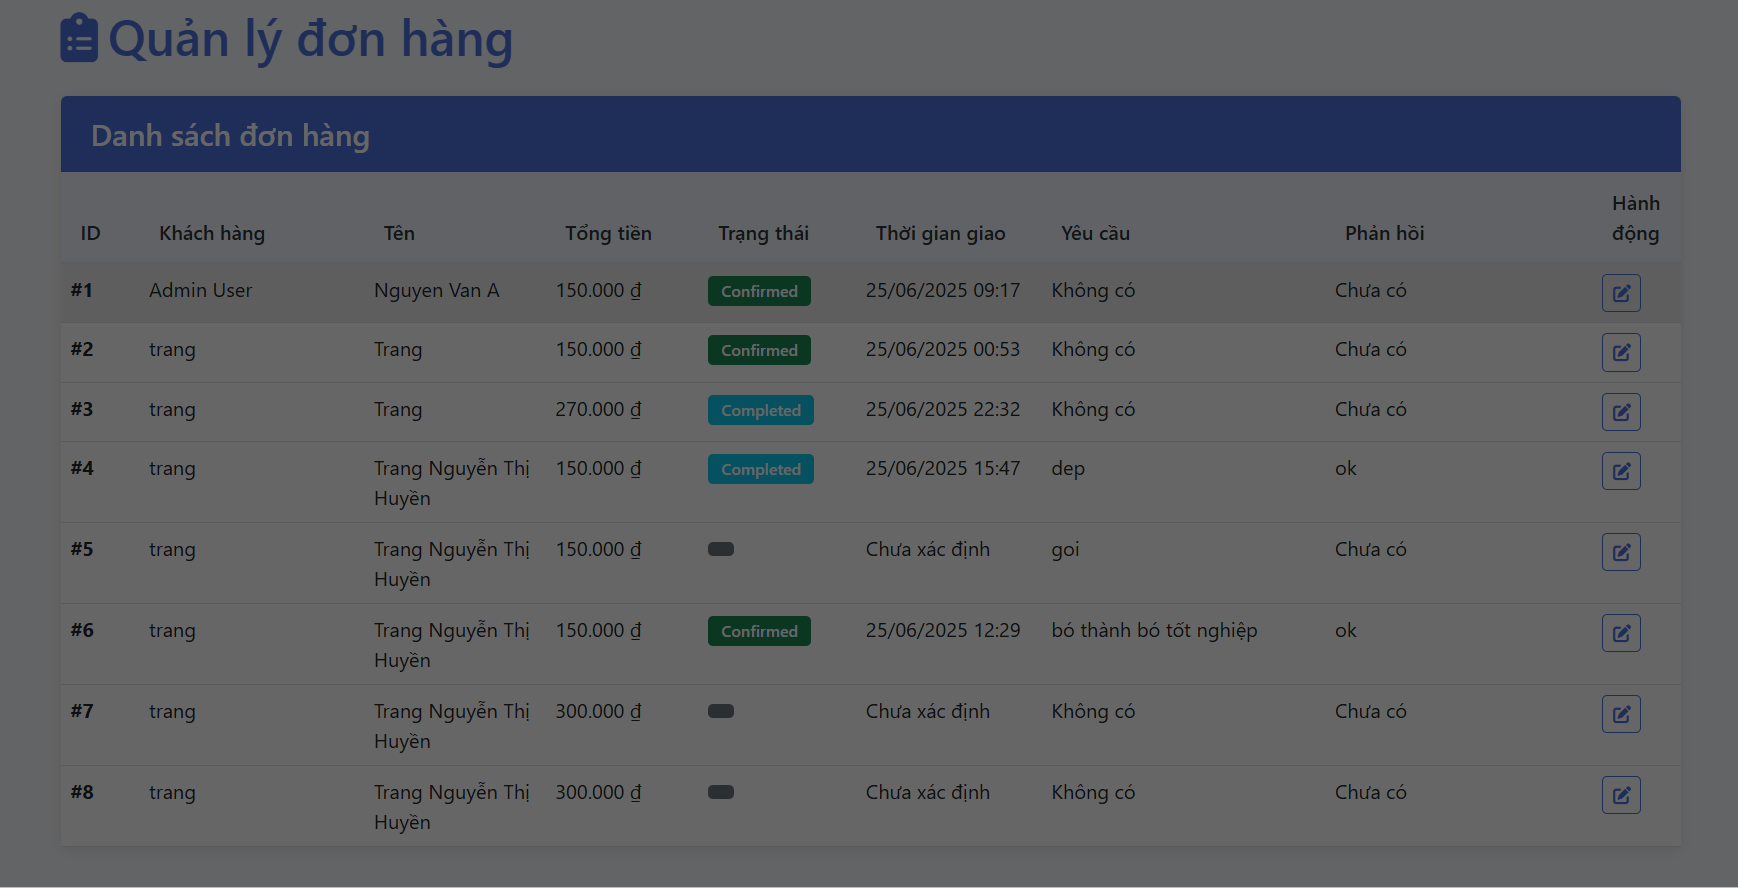 Quản lý đơn hàng
Danh sách đơn hàng
ID Khách hàng Tên Tổng tiền Trạng thái Thời gian giao Yêu cầu Phản hồi Hành động
#1 Admin User Nguyen Van A 150.000 ₫ Confirmed 25/06/2025 09:17 Không có Chưa có
#2 trang Trang 150.000 ₫ Confirmed 25/06/2025 00:53 Không có Chưa có
#3 trang Trang 270.000 ₫ Completed 25/06/2025 22:32 Không có Chưa có
#4 trang Trang Nguyễn Thị Huyền 150.000 ₫ Completed 25/06/2025 15:47 dep ok
#5 trang Trang Nguyễn Thị Huyền 150.000 ₫ Chưa xác định goi Chưa có
#6 trang Trang Nguyễn Thị Huyền 150.000 ₫ Confirmed 25/06/2025 12:29 bó thành bó tốt nghiệp ok
#7 trang Trang Nguyễn Thị Huyền 300.000 ₫ Chưa xác định Không có Chưa có
#8 trang Trang Nguyễn Thị Huyền 300.000 ₫ Chưa xác định Không có Chưa có